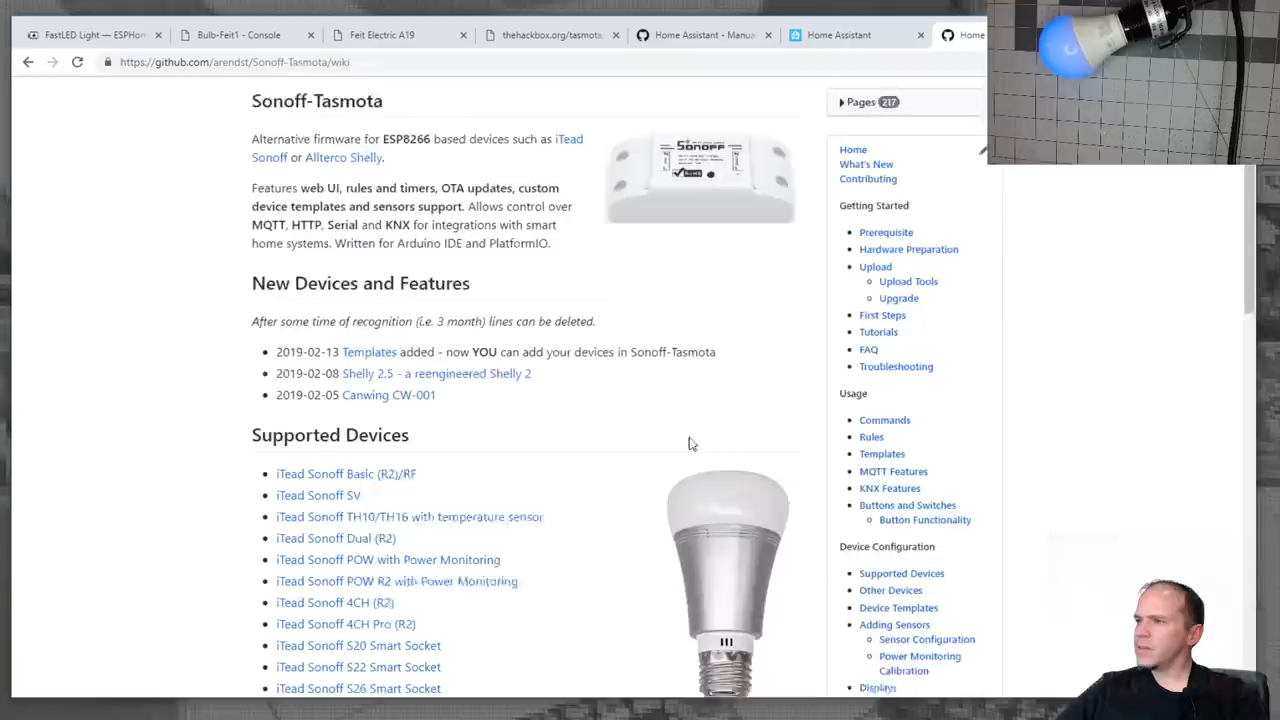 FastLED Light — ESPHom
Bulb-Feit1 - Console
Feit Electric A19
thehackbox.org/tasmota
Home Assistant - Manua
Home Assistant
Home
https://github.com/arendst/Sonoff-Tasmota/wiki
Sonoff-Tasmota
Alternative firmware for ESP8266 based devices such as iTead
Sonoff or Allterco Shelly.
Features web UI, rules and timers, OTA updates, custom
device templates and sensors support. Allows control over
MQTT, HTTP, Serial and KNX for integrations with smart
home systems. Written for Arduino IDE and PlatformIO.
SONOFF
New Devices and Features
After some time of recognition (i.e. 3 month) lines can be deleted.
2019-02-13 Templates added - now YOU can add your devices in Sonoff-Tasmota
2019-02-08 Shelly 2.5 - a reengineered Shelly 2
2019-02-05 Canwing CW-001
Supported Devices
iTead Sonoff Basic (R2)/RF
iTead Sonoff SV
iTead Sonoff TH10/TH16 with temperature sensor
iTead Sonoff Dual (R2)
iTead Sonoff POW with Power Monitoring
iTead Sonoff POW R2 with Power Monitoring
iTead Sonoff 4CH (R2)
iTead Sonoff 4CH Pro (R2)
iTead Sonoff S20 Smart Socket
iTead Sonoff S22 Smart Socket
iTead Sonoff S26 Smart Socket
Pages 217
Home
What's New
Contributing
Getting Started
Prerequisite
Hardware Preparation
Upload
Upload Tools
Upgrade
First Steps
Tutorials
FAQ
Troubleshooting
Usage
Commands
Rules
Templates
MQTT Features
KNX Features
Buttons and Switches
Button Functionality
Device Configuration
Supported Devices
Other Devices
Device Templates
Adding Sensors
Sensor Configuration
Power Monitoring
Calibration
Displays